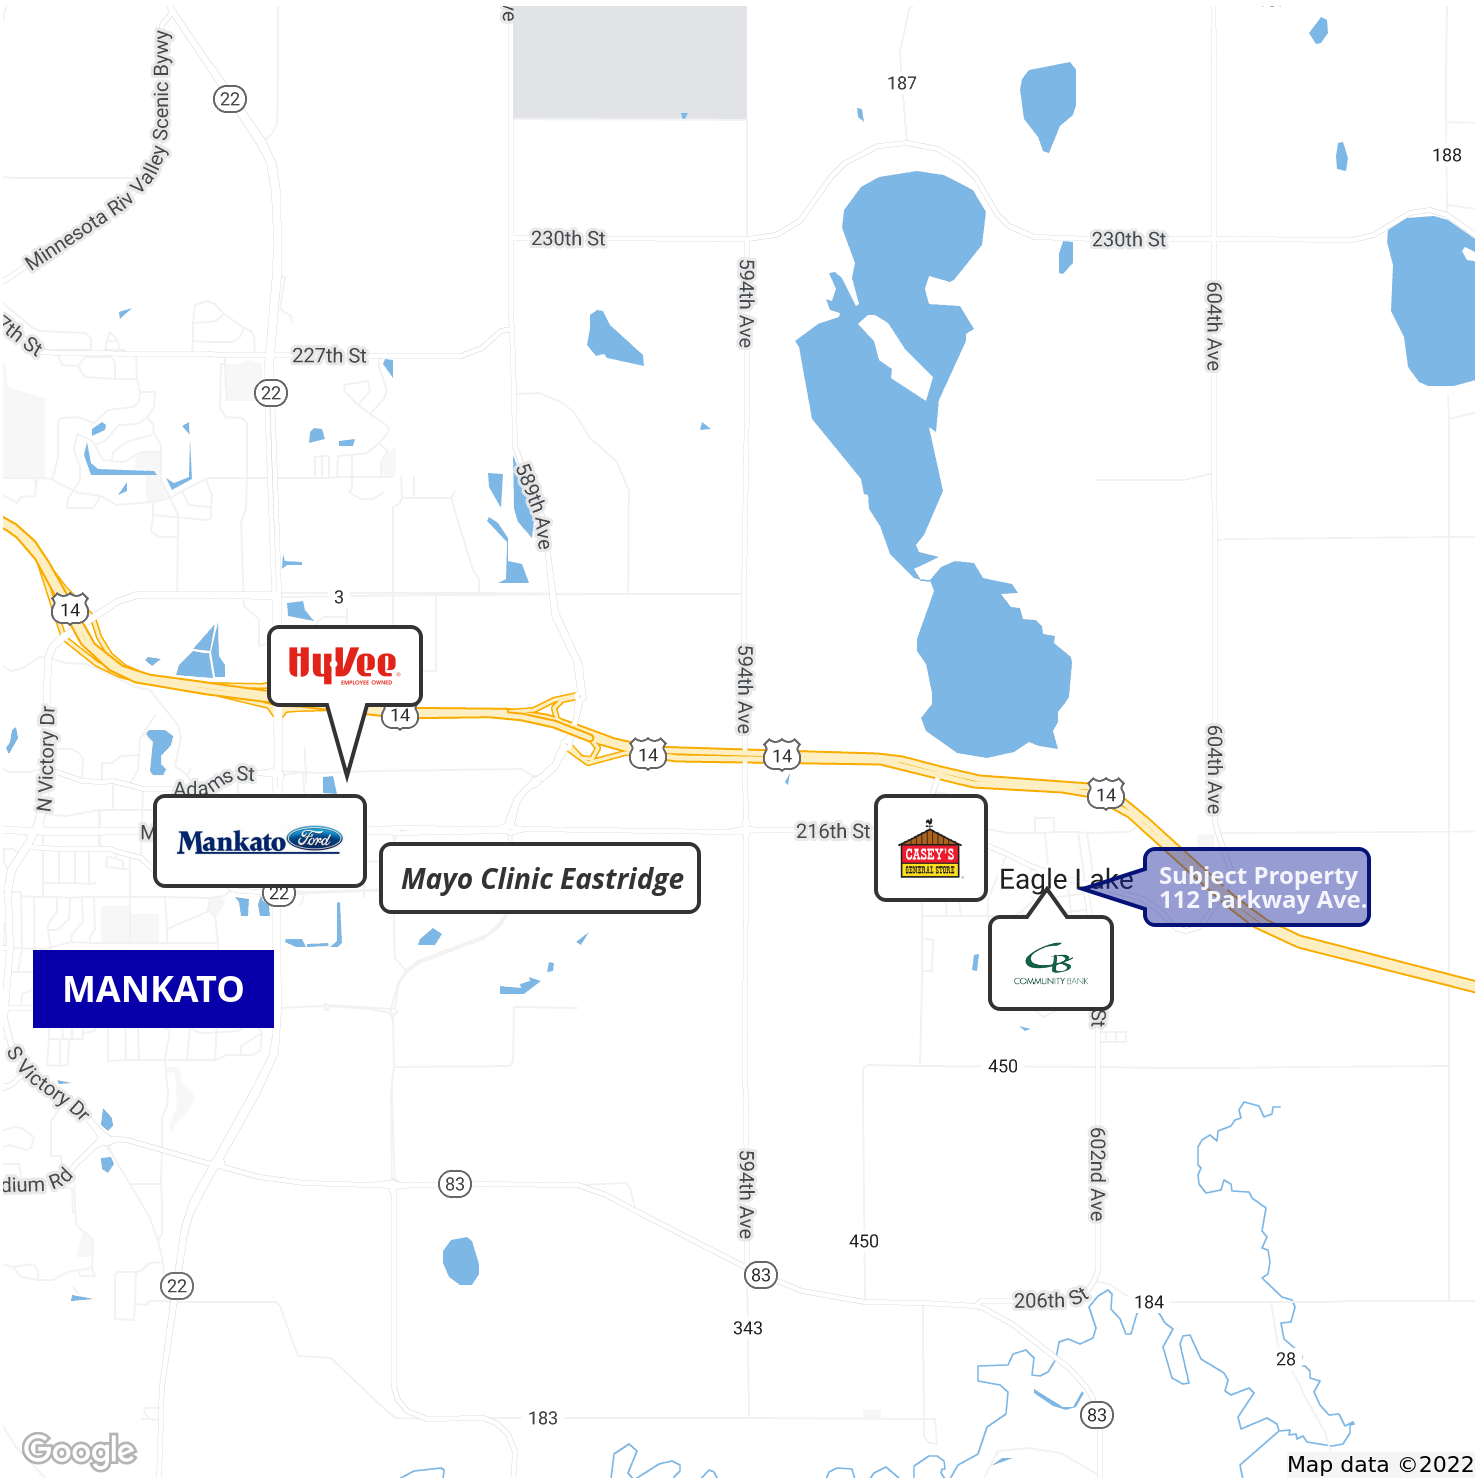 22
187
188
Minnesota Riv Valley Scenic Bywy
230th St
230th St
594th Ave
604th Ave
7th St
227th St
22
589th Ave
14
3
HyVee
EMPLOYEE OWNED
14
594th Ave
14
14
14
N Victory Dr
Adams St
604th Ave
M
Mankato Ford
216th St
CASEY'S
GENERAL STORE
Mayo Clinic Eastridge
22
Eagle Lake
Subject Property
112 Parkway Ave.
CB
COMMUNITY BANK
MANKATO
St
S Victory Dr
450
602nd Ave
dium Rd
83
594th Ave
450
22
83
206th St
184
343
28
183
83
Google
Map data ©2022